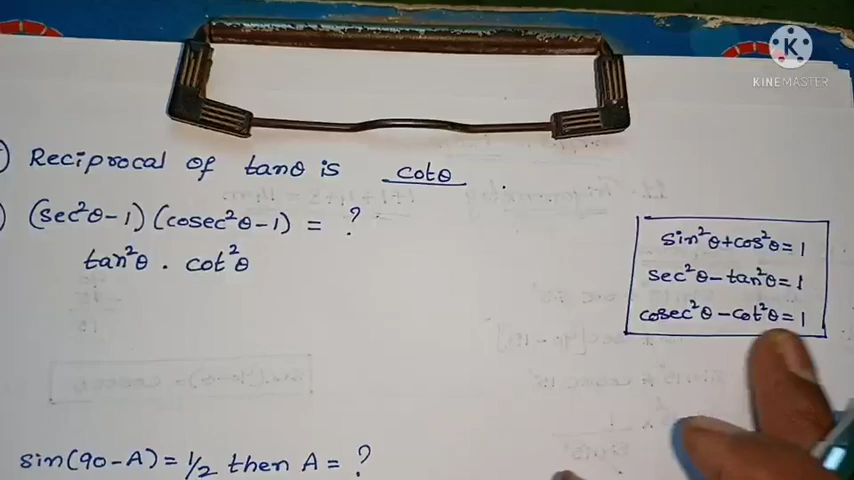 Reciprocal of tanθ is cotθ
(sec²θ-1)(cosec²θ-1) = ?
tan²θ . cot²θ
sin²θ+cos²θ=1
sec²θ-tan²θ=1
cosec²θ-cot²θ=1
sin(90-A)=1/2 then A = ?
K
KINEMASTER